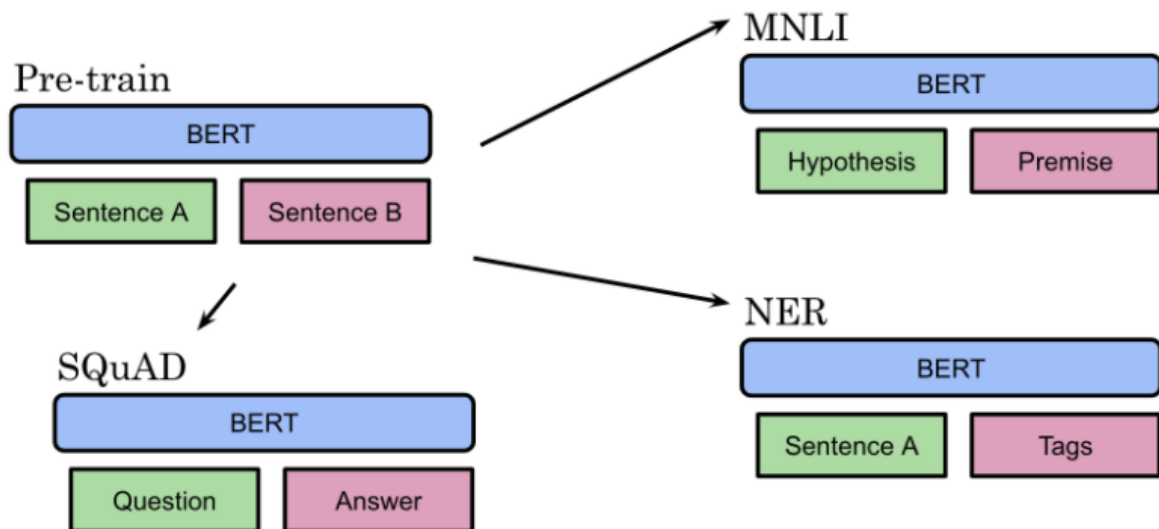 Pre-train
BERT
Sentence A
Sentence B
MNLI
BERT
Hypothesis
Premise
SQuAD
BERT
Question
Answer
NER
BERT
Sentence A
Tags